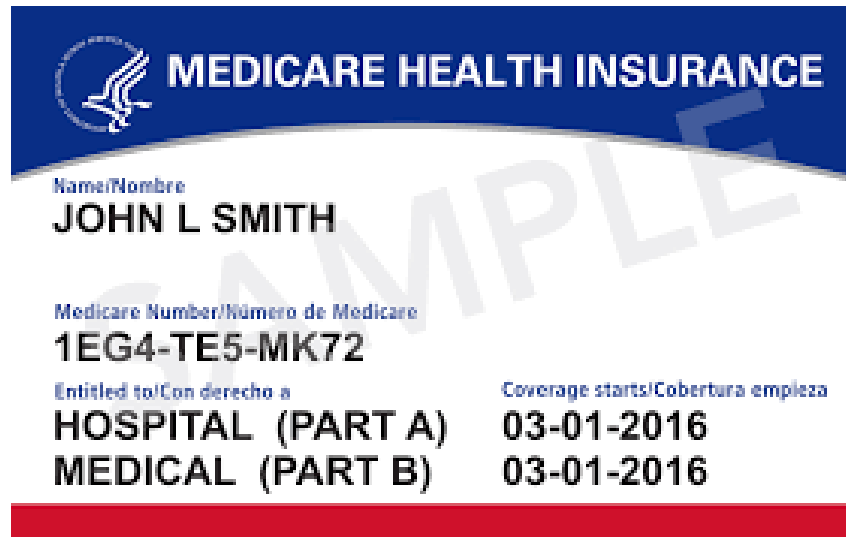 MEDICARE HEALTH INSURANCE
SAMPLE
Name/Nombre
JOHN L SMITH
Medicare Number/Número de Medicare
1EG4-TE5-MK72
Entitled to/Con derecho a Coverage starts/Cobertura empieza
HOSPITAL (PART A) 03-01-2016
MEDICAL (PART B) 03-01-2016